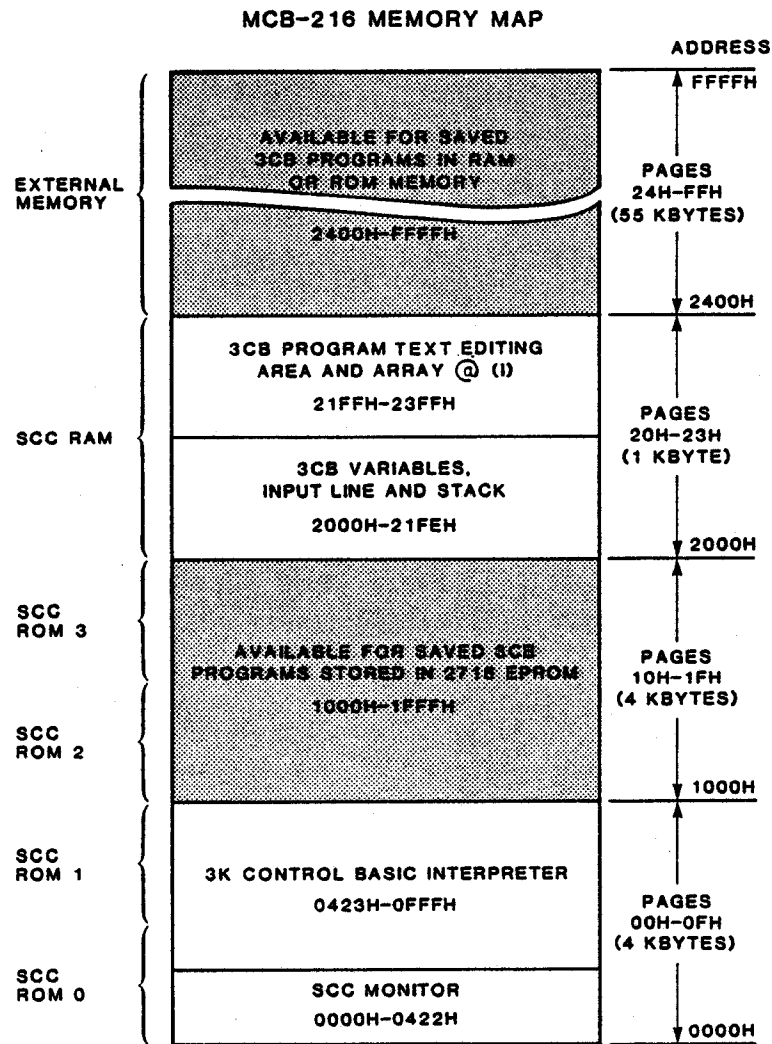 MCB-216 MEMORY MAP
ADDRESS
FFFFH
EXTERNAL
MEMORY
AVAILABLE FOR SAVED
3CB PROGRAMS IN RAM
OR ROM MEMORY
2400H-FFFFH
PAGES
24H-FFH
(55 KBYTES)
2400H
SCC RAM
3CB PROGRAM TEXT EDITING
AREA AND ARRAY @ (I)
21FFH-23FFH
3CB VARIABLES,
INPUT LINE AND STACK
2000H-21FEH
PAGES
20H-23H
(1 KBYTE)
2000H
SCC
ROM 3
SCC
ROM 2
AVAILABLE FOR SAVED 3CB
PROGRAMS STORED IN 2716 EPROM
1000H-1FFFH
PAGES
10H-1FH
(4 KBYTES)
1000H
SCC
ROM 1
3K CONTROL BASIC INTERPRETER
0423H-0FFFH
PAGES
00H-0FH
(4 KBYTES)
SCC
ROM 0
SCC MONITOR
0000H-0422H
0000H